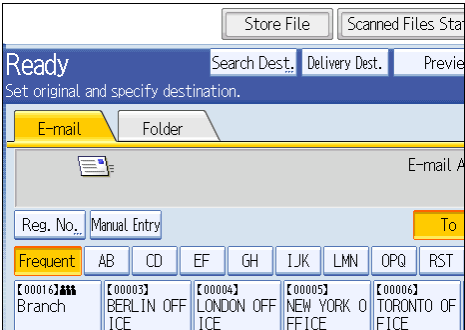 Store File Scanned Files Sta
Ready Search Dest. Delivery Dest. Previe
Set original and specify destination.
E-mail Folder
E-mail A
Reg. No. Manual Entry To
Frequent AB CD EF GH IJK LMN OPQ RST
[00016] [00003] [00004] [00005] [00006]
Branch BERLIN OFF LONDON OFF NEW YORK O TORONTO OF
ICE ICE FFICE FICE